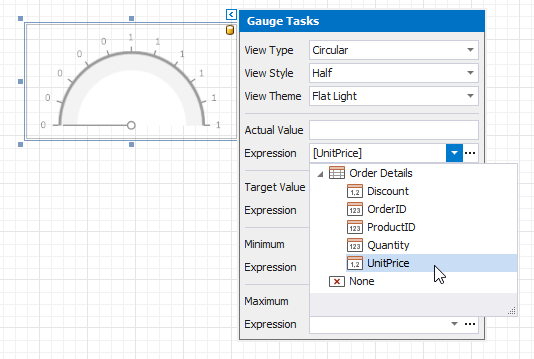 Gauge Tasks
View Type Circular
View Style Half
View Theme Flat Light
Actual Value
Expression [UnitPrice]
Target Value
Expression
Minimum
Expression
Maximum
Expression
Order Details
1,2 Discount
123 OrderID
123 ProductID
123 Quantity
1,2 UnitPrice
None
0 0 0 0 1 1 1 1 1